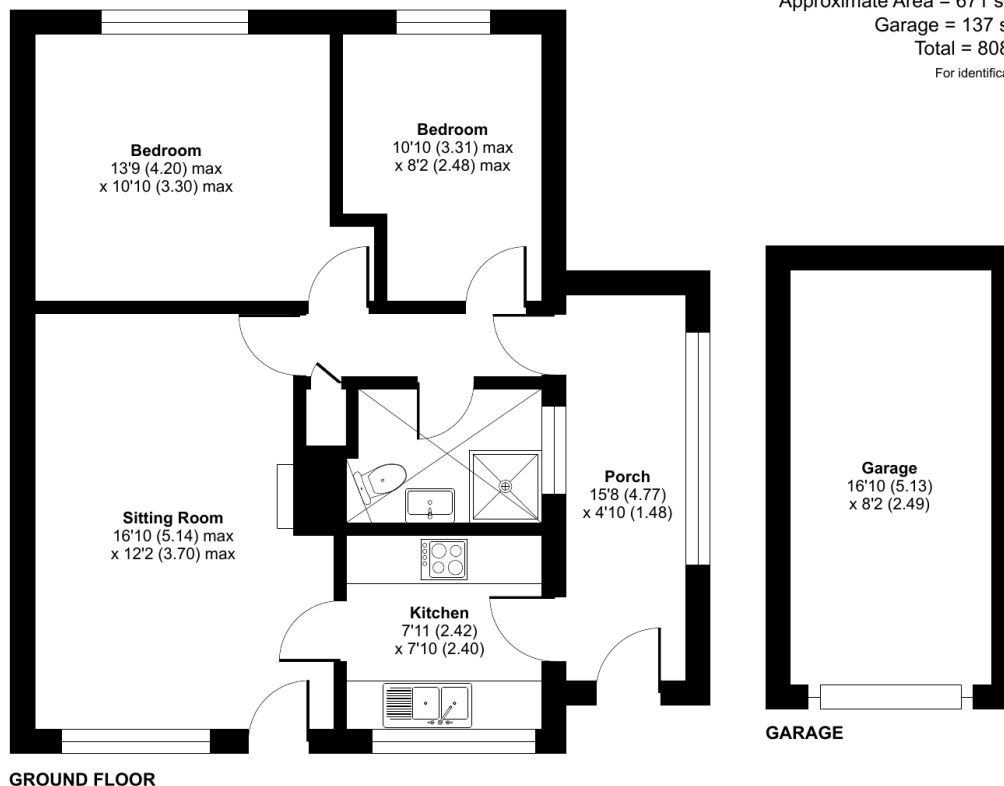 Approximate Area = 671 s
Garage = 137 s
Total = 808
For identifica
Bedroom
13'9 (4.20) max
x 10'10 (3.30) max
Bedroom
10'10 (3.31) max
x 8'2 (2.48) max
Porch
15'8 (4.77)
x 4'10 (1.48)
Garage
16'10 (5.13)
x 8'2 (2.49)
Sitting Room
16'10 (5.14) max
x 12'2 (3.70) max
Kitchen
7'11 (2.42)
x 7'10 (2.40)
GARAGE
GROUND FLOOR